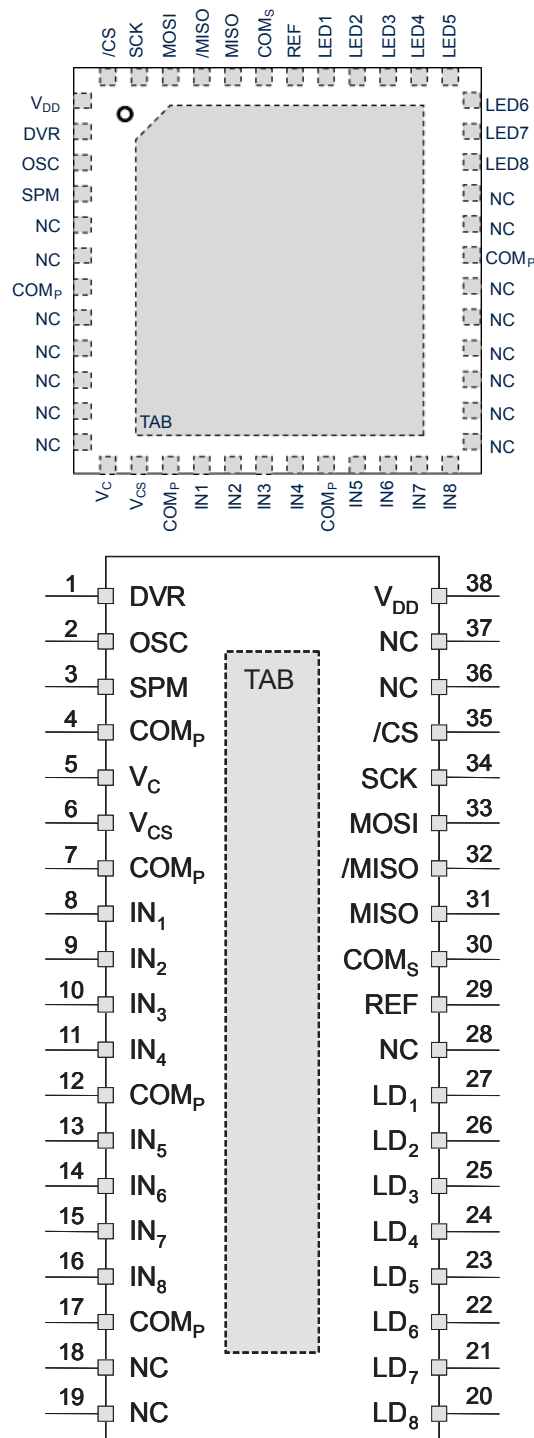 /CS SCK MOSI /MISO MISO COMS REF LED1 LED2 LED3 LED4 LED5
VDD LED6
DVR LED7
OSC LED8
SPM NC
NC NC
NC COMP
COMP NC
NC NC
NC NC
NC NC
NC NC
NC NC
TAB
VC VCS COMP IN1 IN2 IN3 IN4 COMP IN5 IN6 IN7 IN8
1 DVR VDD 38
2 OSC NC 37
TAB
3 SPM NC 36
4 COMP /CS 35
5 VC SCK 34
6 VCS MOSI 33
7 COMP /MISO 32
8 IN1 MISO 31
9 IN2 COMS 30
10 IN3 REF 29
11 IN4 NC 28
12 COMP LD1 27
13 IN5 LD2 26
14 IN6 LD3 25
15 IN7 LD4 24
16 IN8 LD5 23
17 COMP LD6 22
18 NC LD7 21
19 NC LD8 20